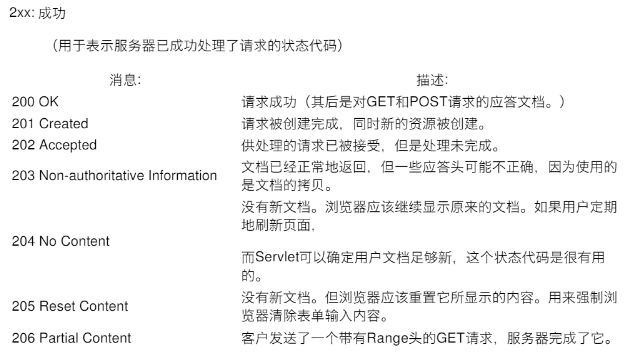 2xx: 成功
（用于表示服务器已成功处理了请求的状态代码）
消息: 描述:
200 OK 请求成功（其后是对GET和POST请求的应答文档。）
201 Created 请求被创建完成，同时新的资源被创建。
202 Accepted 供处理的请求已被接受，但是处理未完成。
203 Non-authoritative Information 文档已经正常地返回，但一些应答头可能不正确，因为使用的
是文档的拷贝。
没有新文档。浏览器应该继续显示原来的文档。如果用户定期
地刷新页面，
204 No Content
而Servlet可以确定用户文档足够新，这个状态代码是很有用
的。
205 Reset Content 没有新文档。但浏览器应该重置它所显示的内容。用来强制浏
览器清除表单输入内容。
206 Partial Content 客户发送了一个带有Range头的GET请求，服务器完成了它。